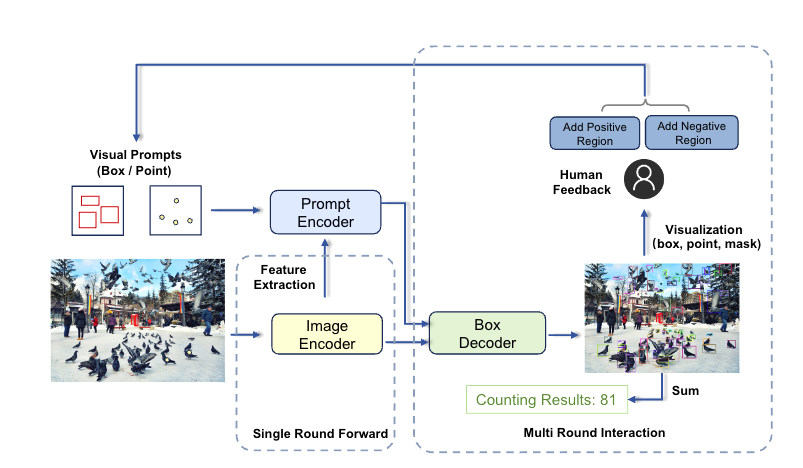 Add Positive
Region
Add Negative
Region
Visual Prompts
(Box / Point)
Human
Feedback
Prompt
Encoder
Visualization
(box, point, mask)
Feature
Extraction
Image
Encoder
Box
Decoder
Counting Results: 81
Sum
Single Round Forward
Multi Round Interaction